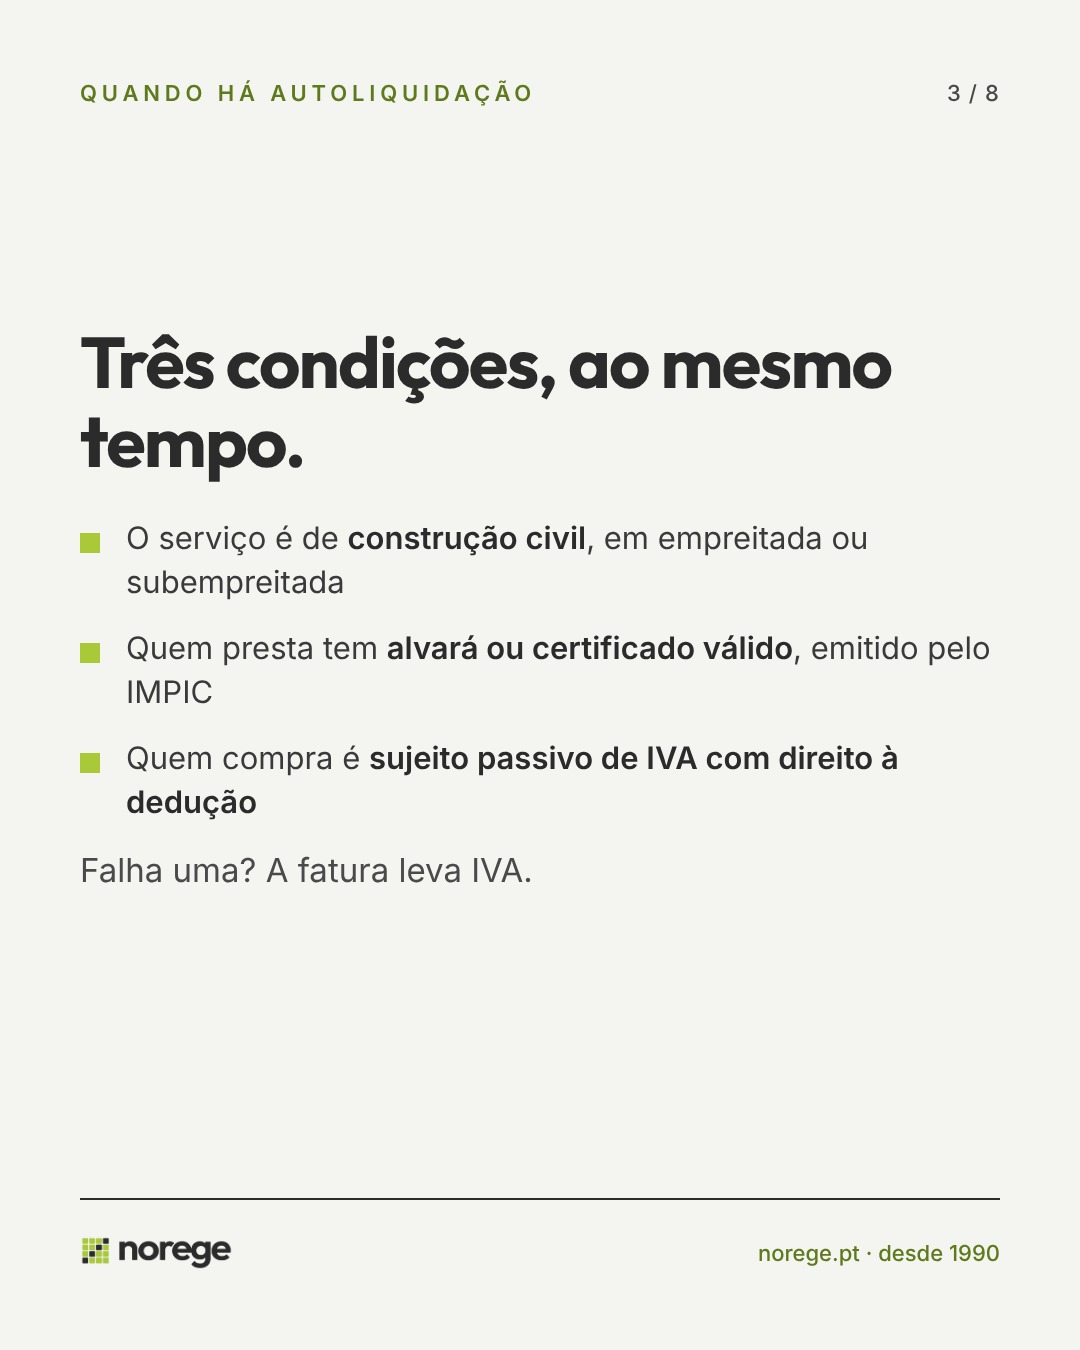 QUANDO HÁ AUTOLIQUIDAÇÃO
3 / 8
Três condições, ao mesmo
tempo.
O serviço é de construção civil, em empreitada ou
subempreitada
Quem presta tem alvará ou certificado válido, emitido pelo
IMPIC
Quem compra é sujeito passivo de IVA com direito à
dedução
Falha uma? A fatura leva IVA.
norege
norege.pt · desde 1990